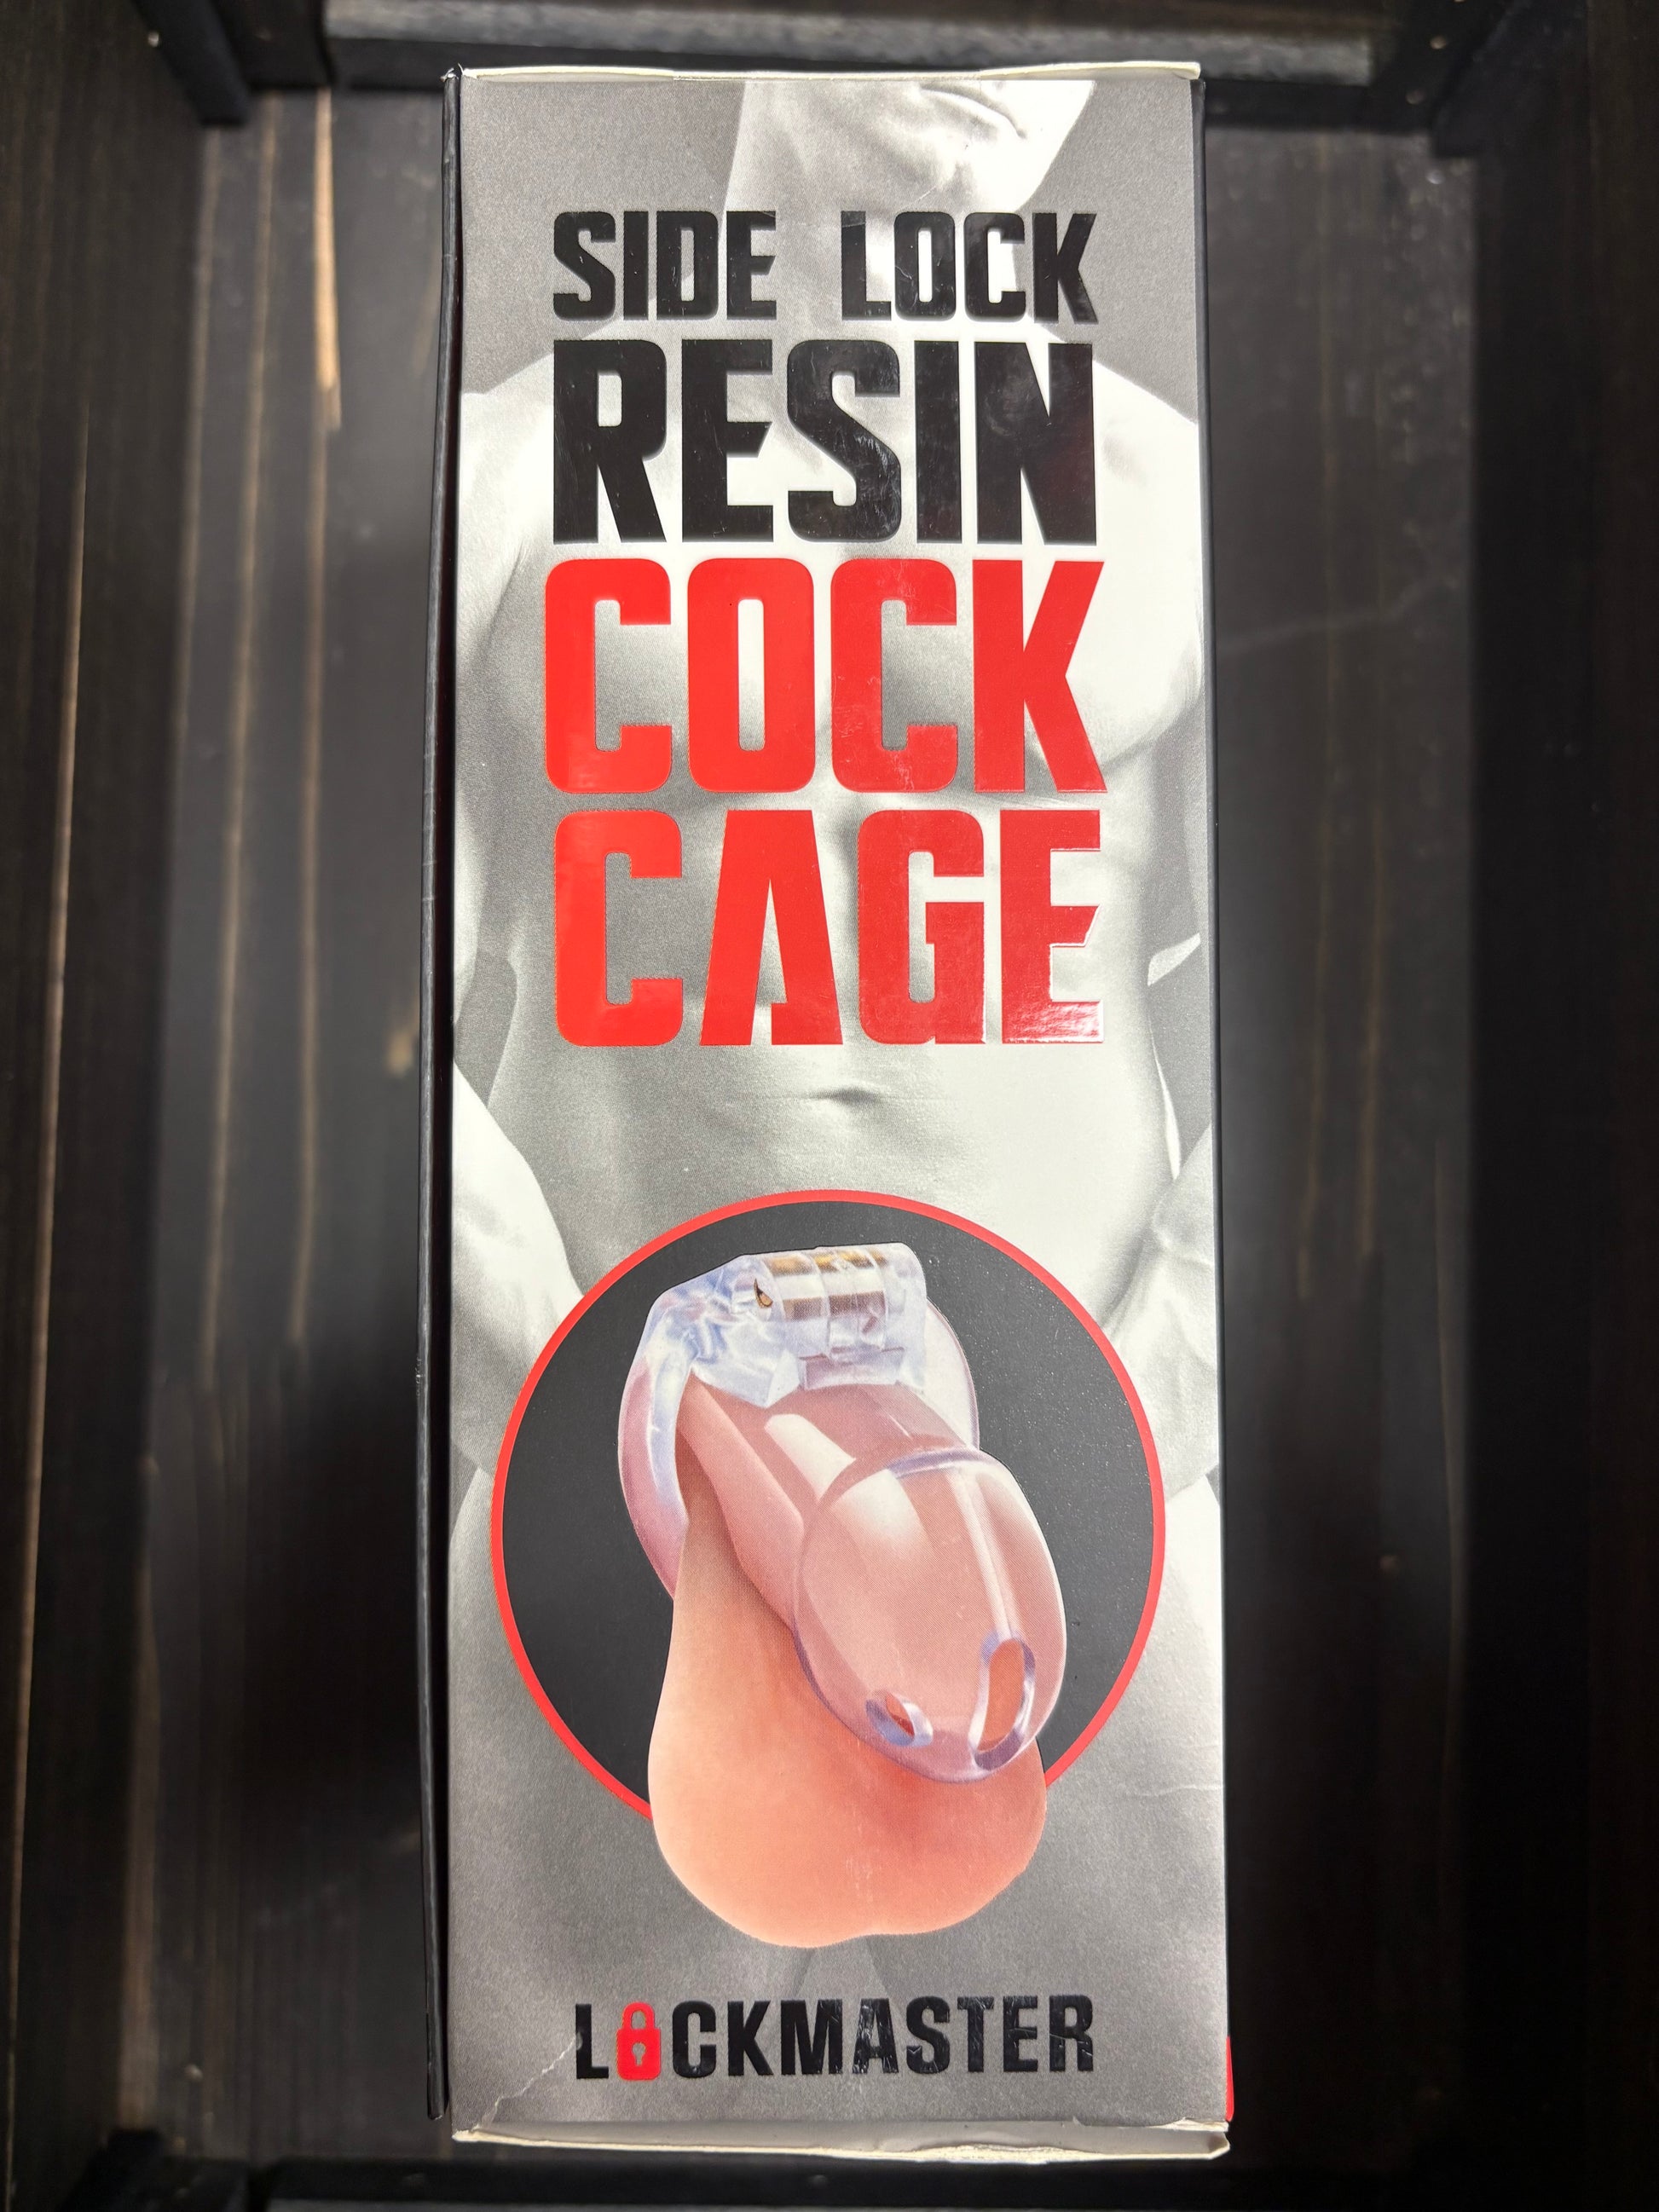 SIDE LOCK
RESIN
COCK
CAGE
LOCKMASTER